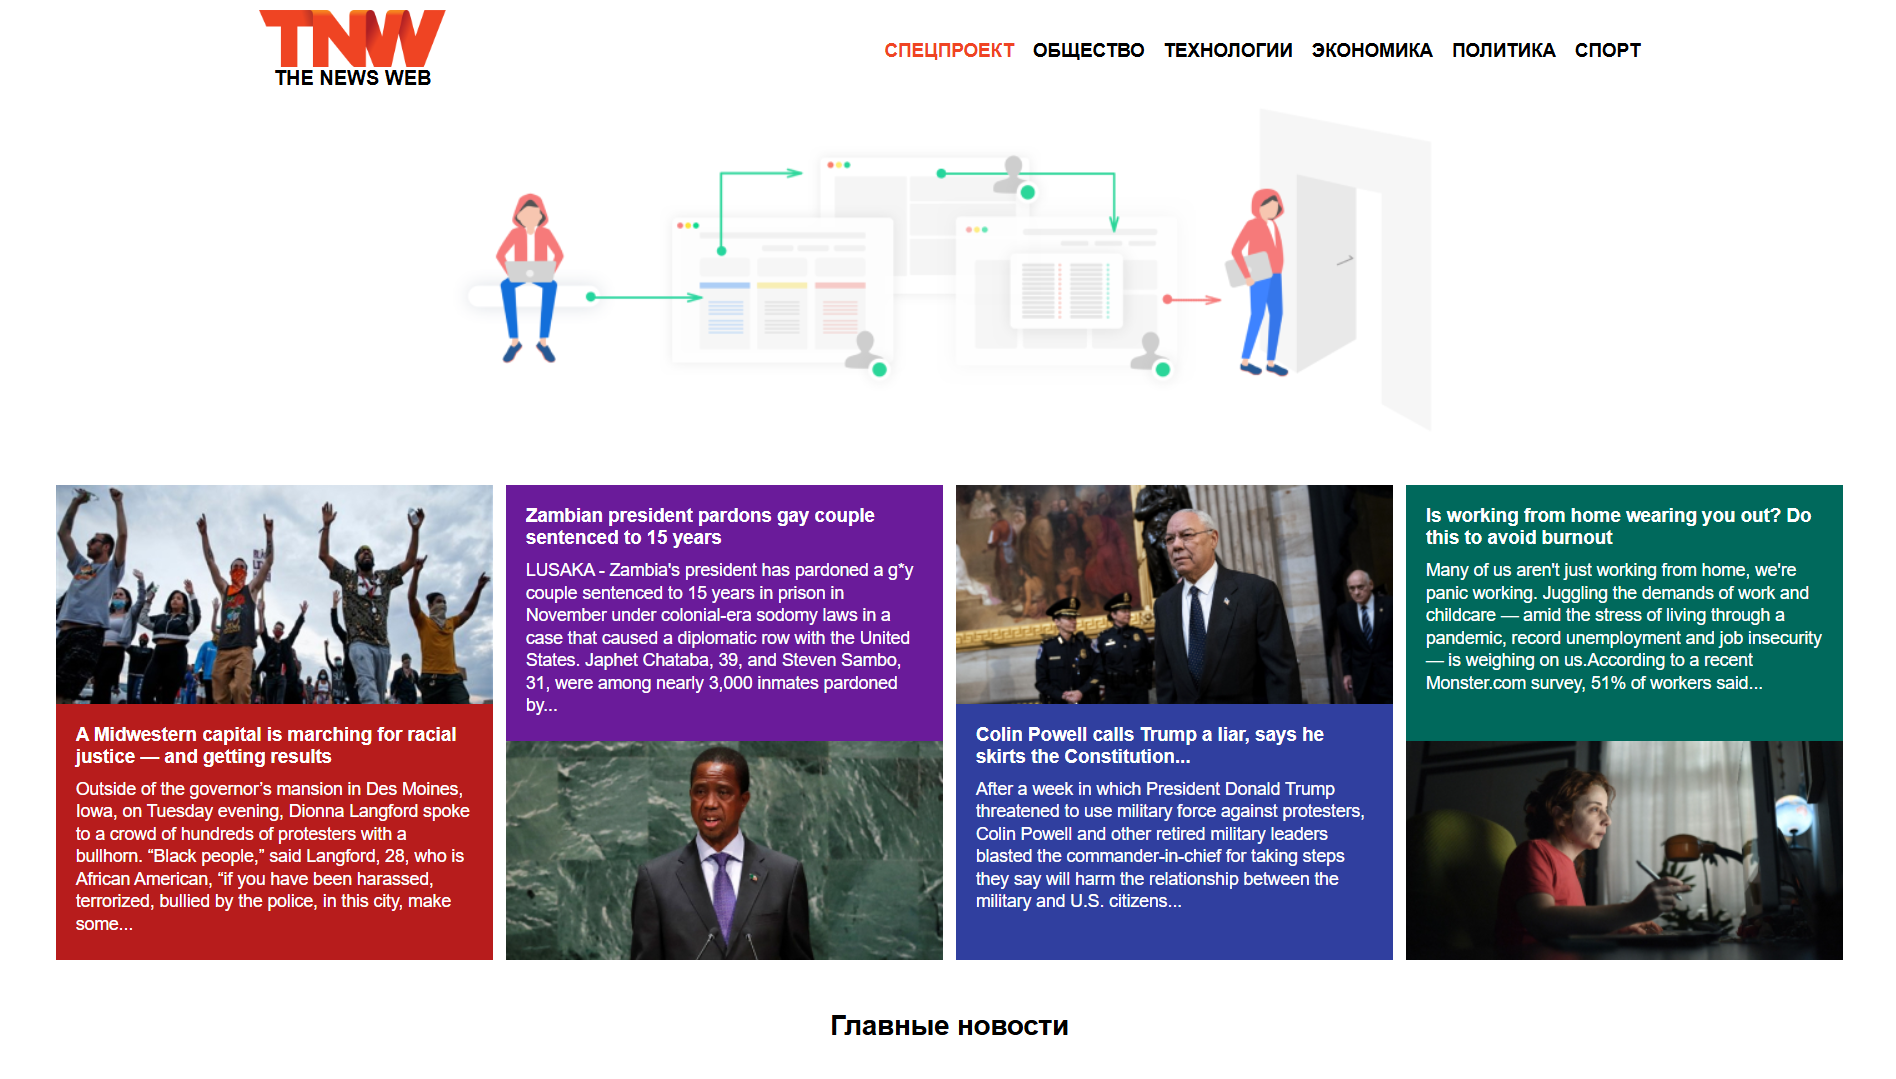 TNW
THE NEWS WEB
СПЕЦПРОЕКТ ОБЩЕСТВО ТЕХНОЛОГИИ ЭКОНОМИКА ПОЛИТИКА СПОРТ
A Midwestern capital is marching for racial
justice — and getting results
Outside of the governor’s mansion in Des Moines,
Iowa, on Tuesday evening, Dionna Langford spoke
to a crowd of hundreds of protesters with a
bullhorn. “Black people,” said Langford, 28, who is
African American, “if you have been harassed,
terrorized, bullied by the police, in this city, make
some...
Zambian president pardons gay couple
sentenced to 15 years
LUSAKA - Zambia's president has pardoned a g*y
couple sentenced to 15 years in prison in
November under colonial-era sodomy laws in a
case that caused a diplomatic row with the United
States. Japhet Chataba, 39, and Steven Sambo,
31, were among nearly 3,000 inmates pardoned
by...
Colin Powell calls Trump a liar, says he
skirts the Constitution...
After a week in which President Donald Trump
threatened to use military force against protesters,
Colin Powell and other retired military leaders
blasted the commander-in-chief for taking steps
they say will harm the relationship between the
military and U.S. citizens...
Is working from home wearing you out? Do
this to avoid burnout
Many of us aren't just working from home, we're
panic working. Juggling the demands of work and
childcare — amid the stress of living through a
pandemic, record unemployment and job insecurity
— is weighing on us.According to a recent
Monster.com survey, 51% of workers said...
Главные новости